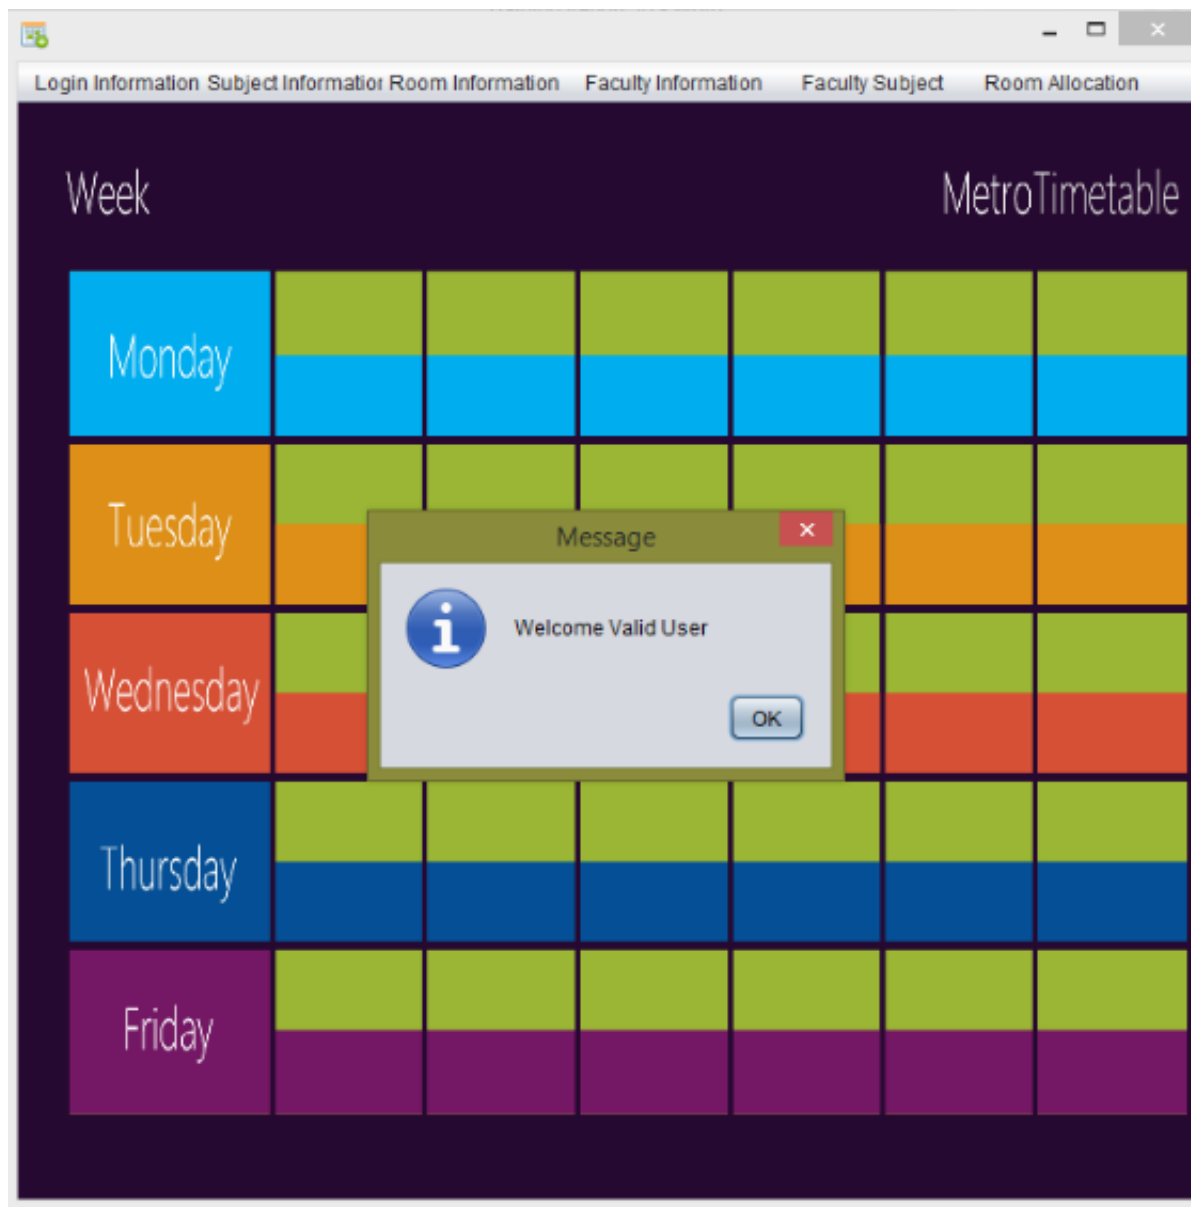 Login Information Subject Information Room Information Faculty Information Faculty Subject Room Allocation
Week MetroTimetable
Monday
Tuesday
Message
Welcome Valid User
Wednesday
OK
Thursday
Friday